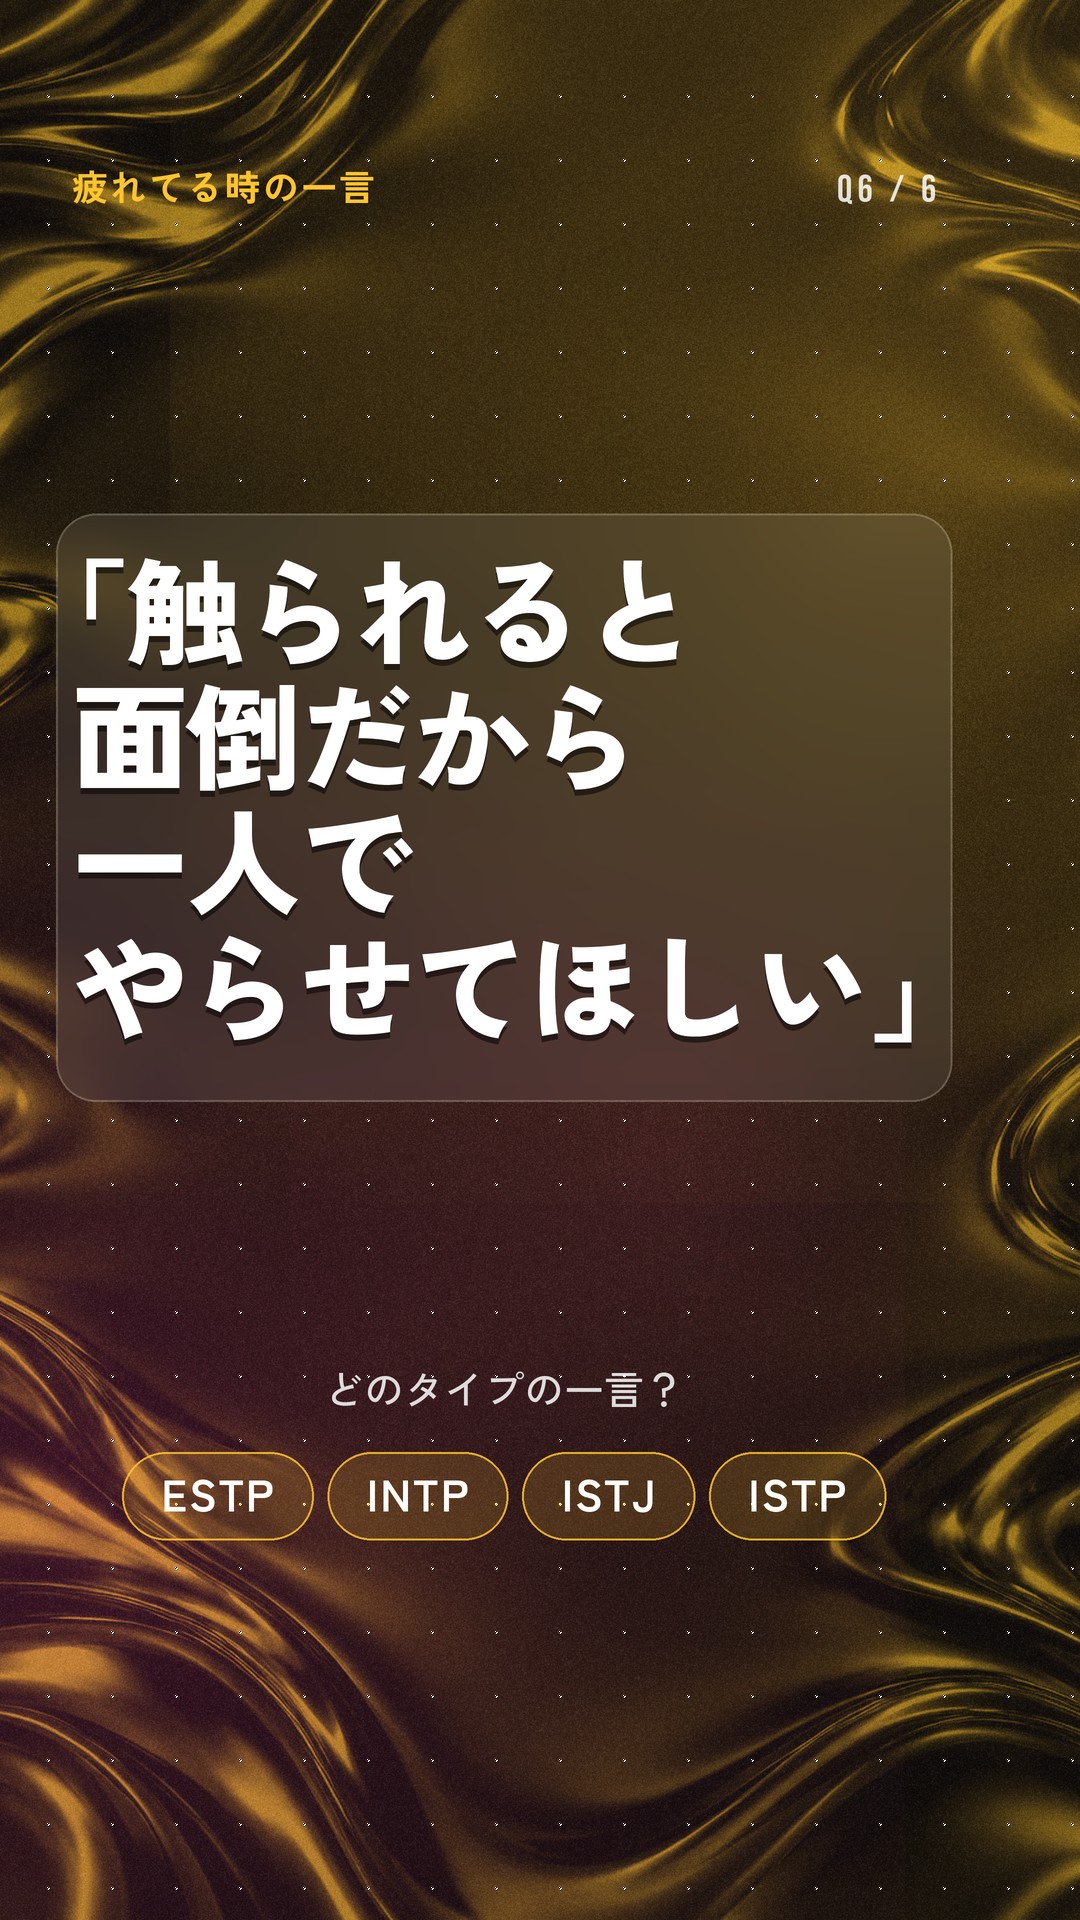 疲れてる時の一言
Q6 / 6
「触られると
面倒だから
一人で
やらせてほしい」
どのタイプの一言？
ESTP
INTP
ISTJ
ISTP